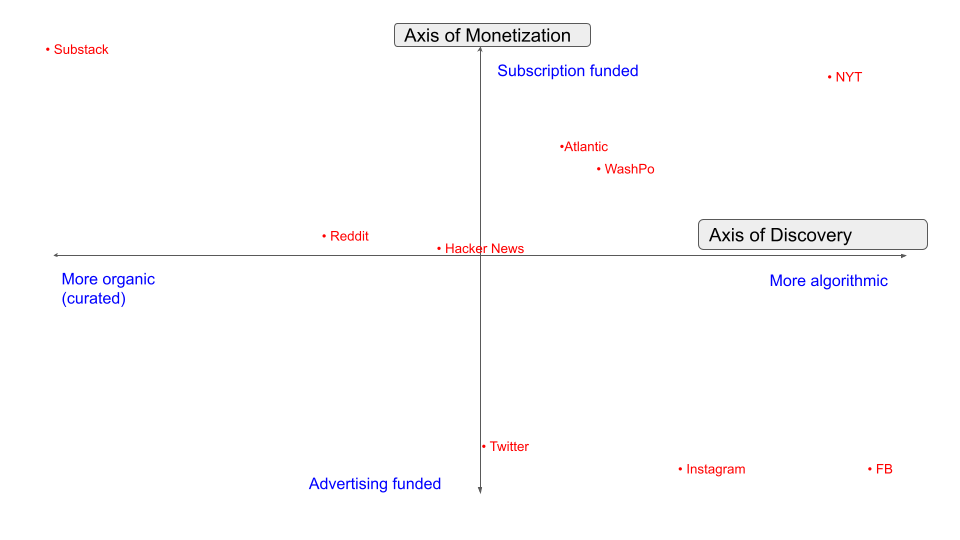 Axis of Monetization
• Substack
Subscription funded
• NYT
•Atlantic
• WashPo
• Reddit
Axis of Discovery
• Hacker News
More organic
(curated)
More algorithmic
• Twitter
• Instagram
• FB
Advertising funded